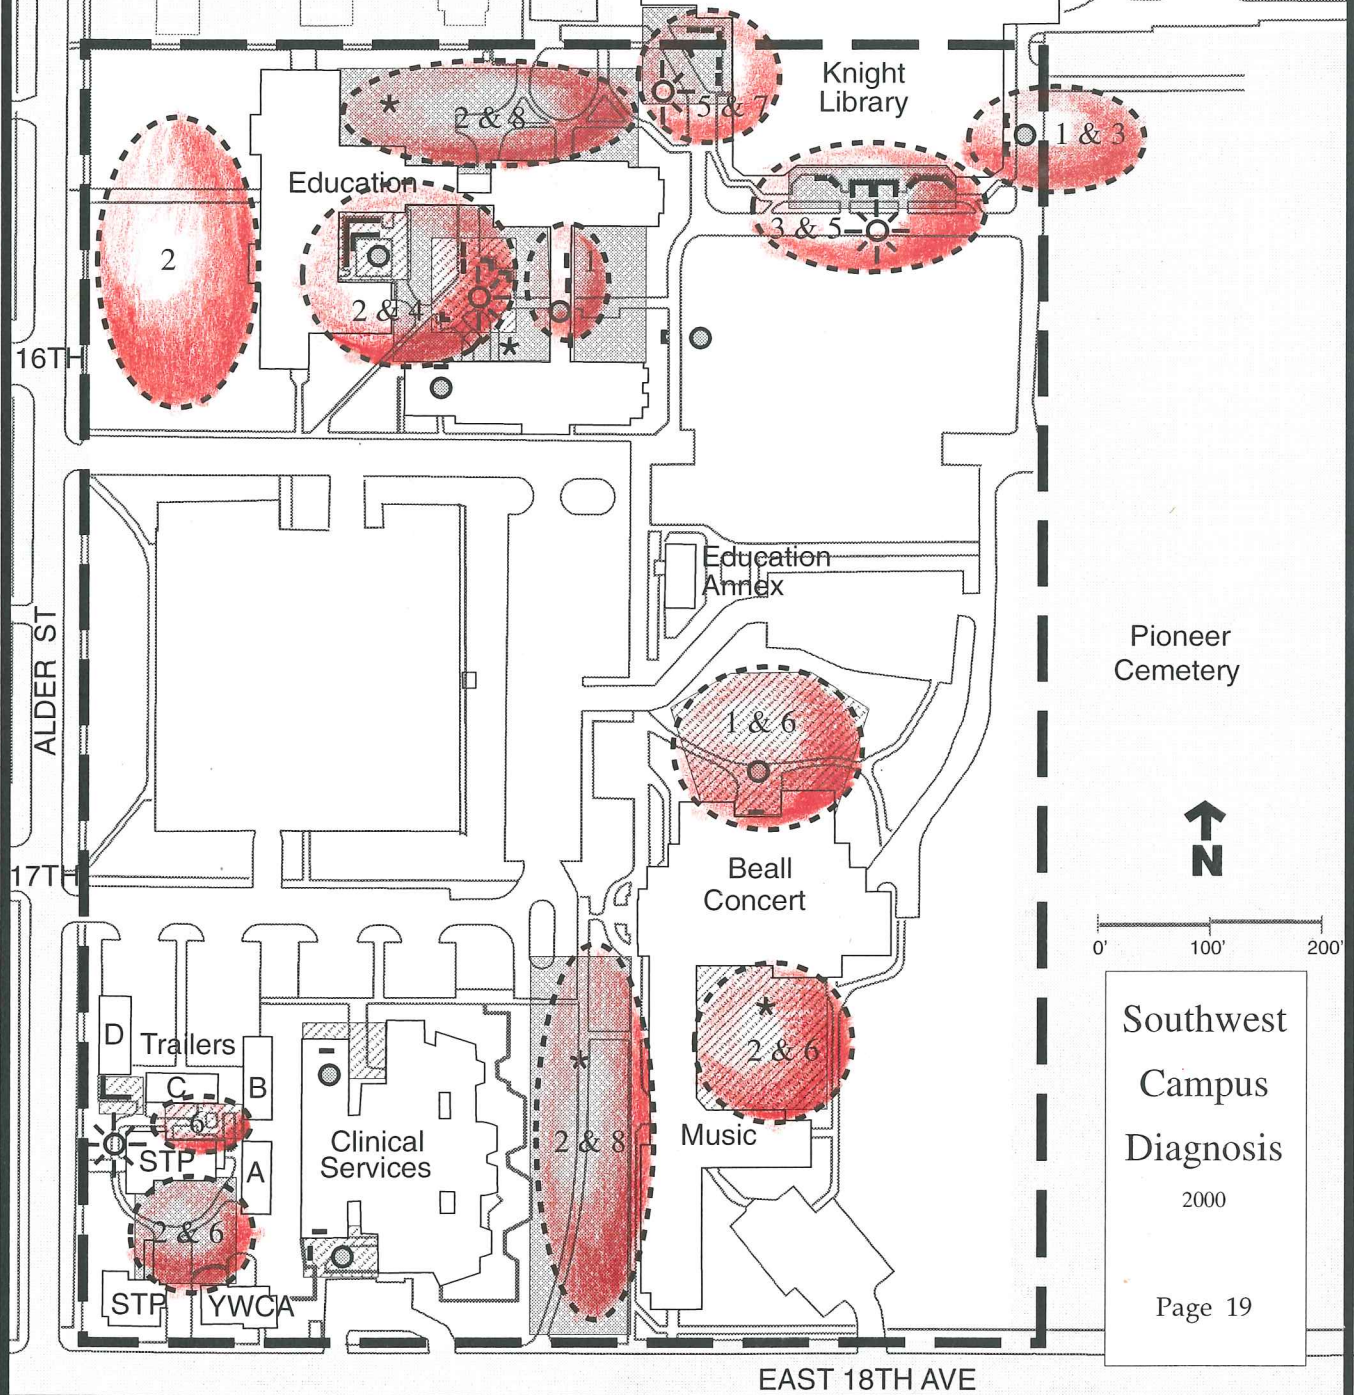 Knight
Library
5 & 7
1 & 3
2 & 8
Education
3 & 5
2
2 & 4
1
16TH
Education
Annex
ALDER ST
Pioneer
Cemetery
1 & 6
N
17TH
Beall
Concert
0' 100' 200'
Southwest
Campus
Diagnosis
2000
Page 19
D
Trailers
C
B
6
STP
A
Clinical
Services
2 & 8
2 & 6
Music
2 & 6
STP
YWCA
EAST 18TH AVE